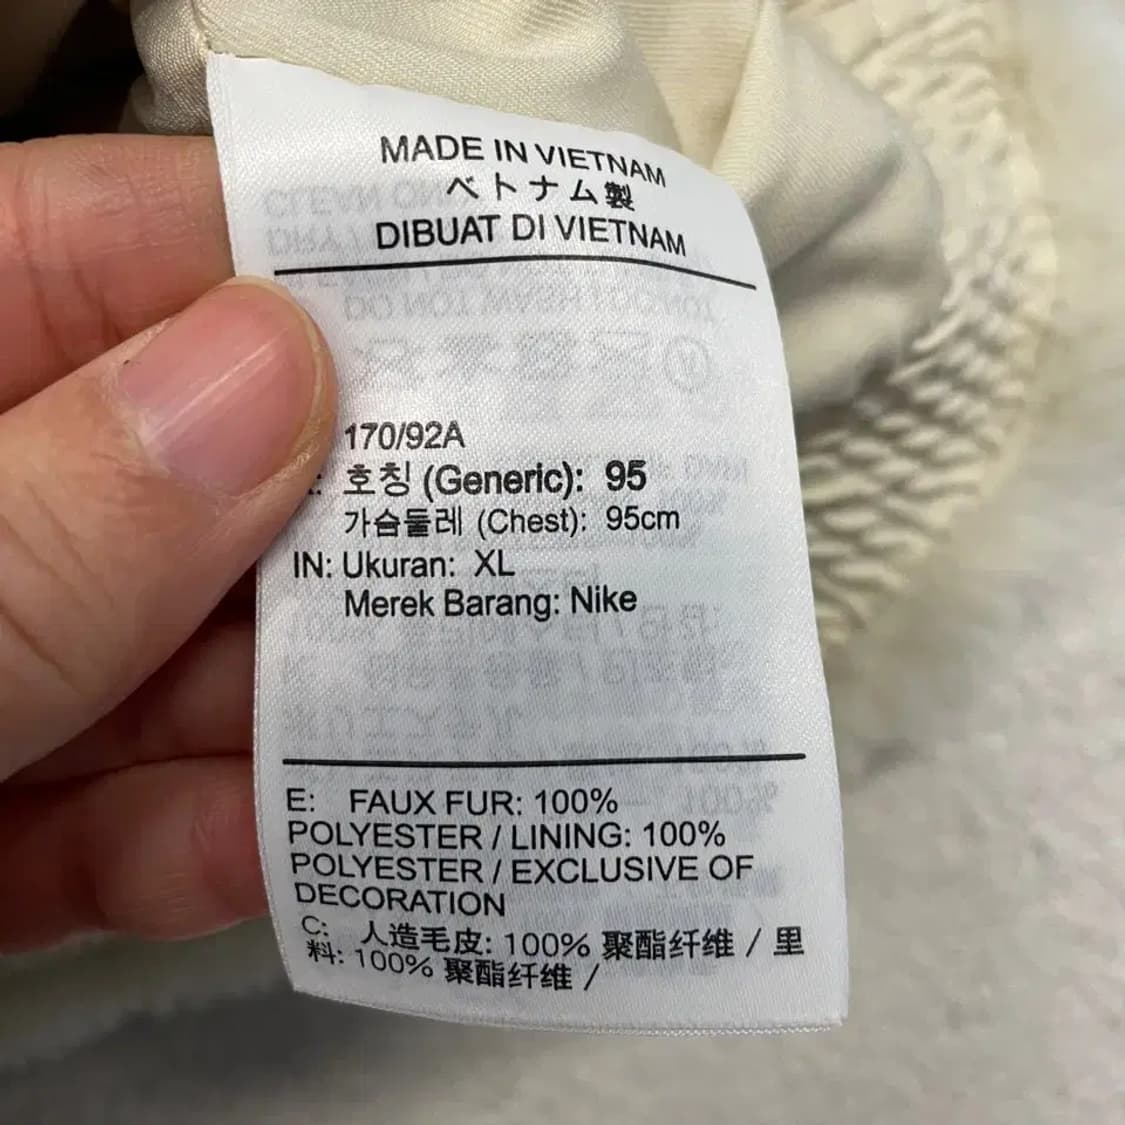 MADE IN VIETNAM
ベトナム製
DIBUAT DI VIETNAM
170/92A
호칭 (Generic): 95
가슴둘레 (Chest): 95cm
IN: Ukuran: XL
Merek Barang: Nike
E: FAUX FUR: 100%
POLYESTER / LINING: 100%
POLYESTER / EXCLUSIVE OF
DECORATION
C: 人造毛皮: 100% 聚酯纤维 / 里
料: 100% 聚酯纤维 /